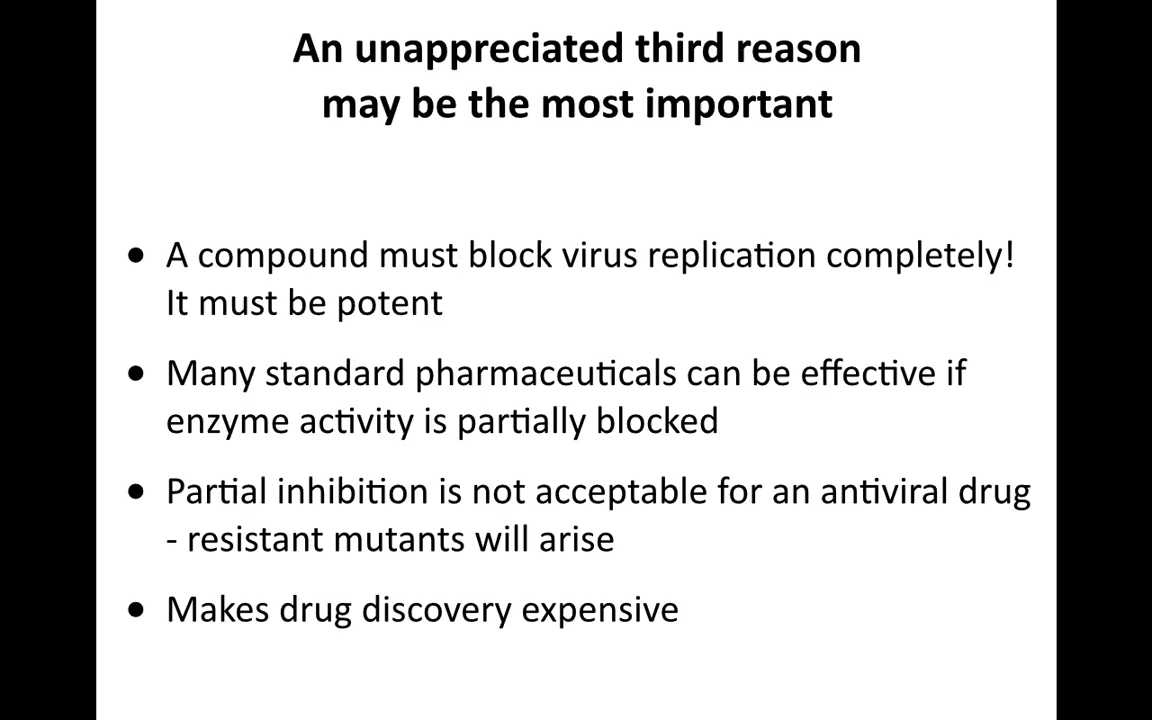 An unappreciated third reason
may be the most important
• A compound must block virus replication completely!
It must be potent
• Many standard pharmaceuticals can be effective if
enzyme activity is partially blocked
• Partial inhibition is not acceptable for an antiviral drug
- resistant mutants will arise
• Makes drug discovery expensive